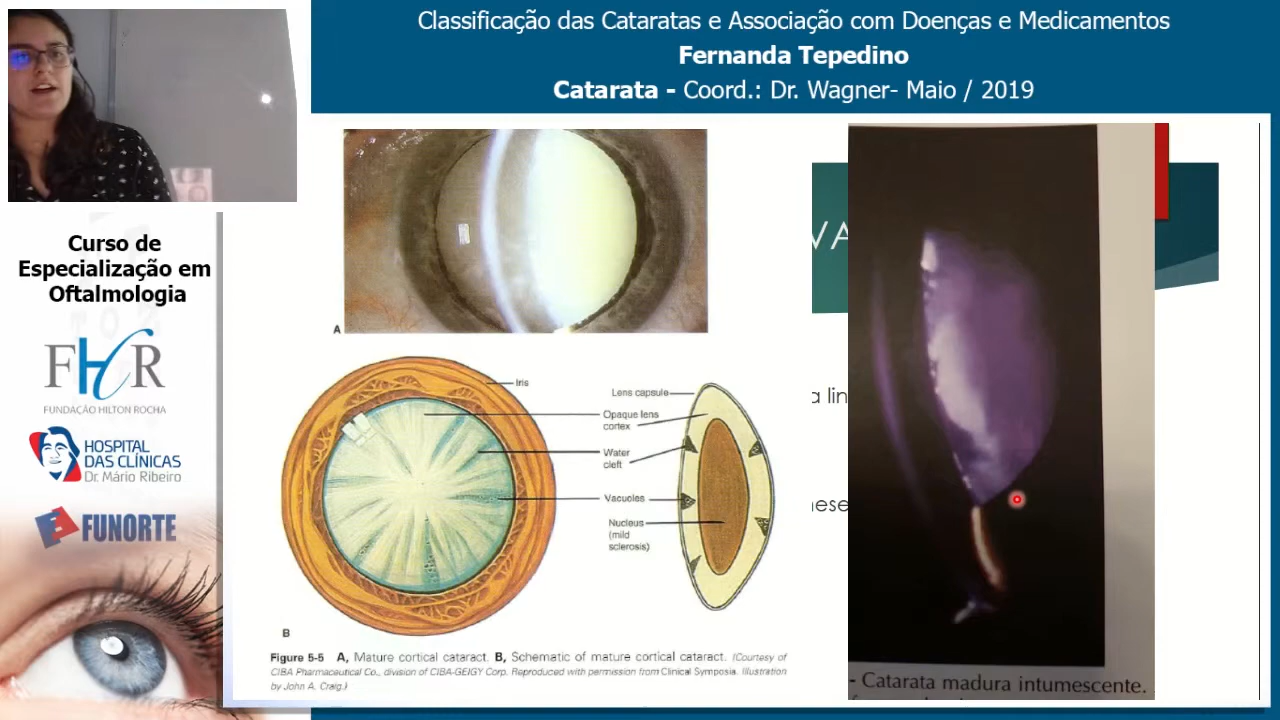 Classificação das Cataratas e Associação com Doenças e Medicamentos
Fernanda Tepedino
Catarata - Coord.: Dr. Wagner- Maio / 2019
Curso de
Especialização em
Oftalmologia
FHR
FUNDAÇÃO HILTON ROCHA
HOSPITAL
DAS CLÍNICAS
Dr. Mário Ribeiro
FUNORTE
A
Iris
Lens capsule
Opaque lens
cortex
Water
cleft
Vacuoles
Nucleus
(mild
sclerosis)
B
Figure 5-5 A, Mature cortical cataract. B, Schematic of mature cortical cataract. (Courtesy of
CIBA Pharmaceutical Co., division of CIBA-GEIGY Corp. Reproduced with permission from Clinical Symposia. Illustration
by John A. Craig.)
VA
a lin
nese
- Catarata madura intumescente.